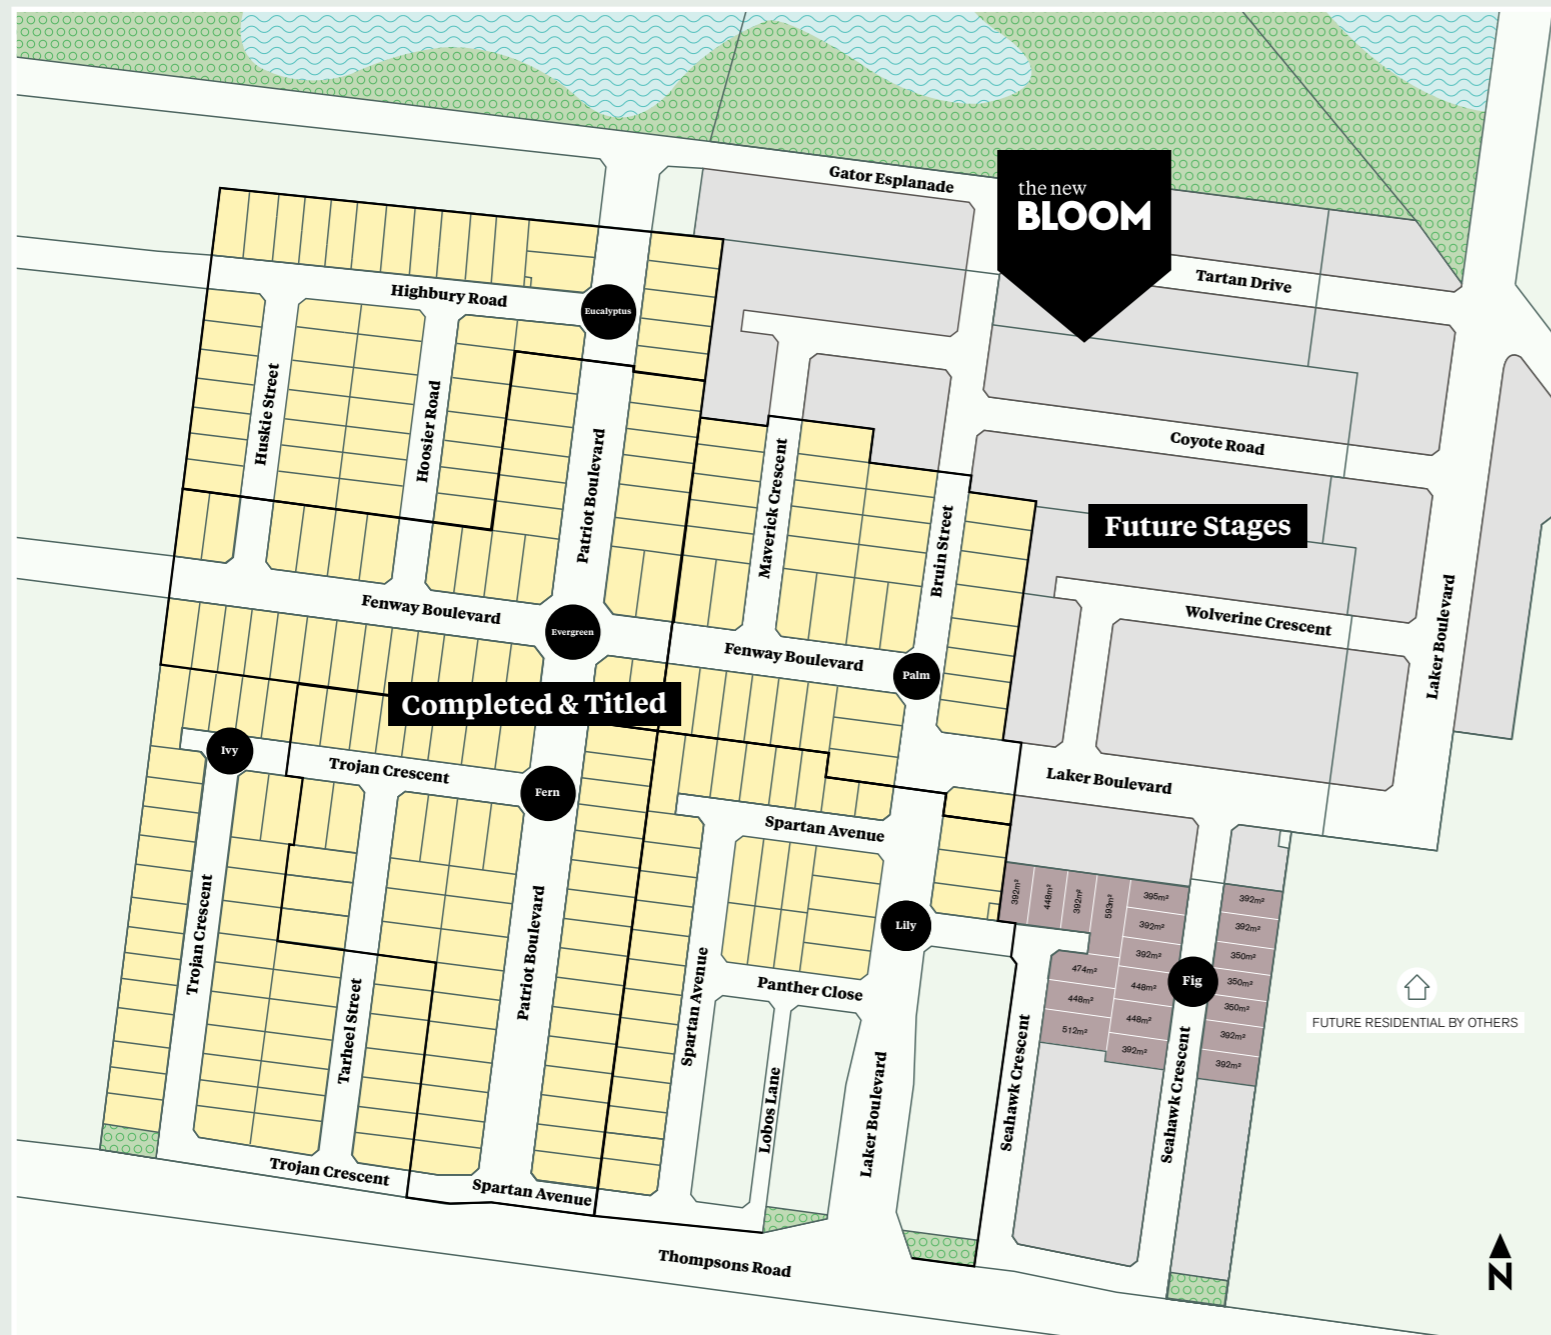 Gator Esplanade
the new
BLOOM
Tartan Drive
Highbury Road
Eucalyptus
Huskie Street
Hoosier Road
Patriot Boulevard
Maverick Crescent
Bruin Street
Coyote Road
Future Stages
Wolverine Crescent
Laker Boulevard
Fenway Boulevard
Evergreen
Fenway Boulevard
Palm
Completed & Titled
Ivy
Trojan Crescent
Fern
Laker Boulevard
Spartan Avenue
Trojan Crescent
Tarheel Street
Patriot Boulevard
Spartan Avenue
Lily
Panther Close
Lobos Lane
Laker Boulevard
Seahawk Crescent
392m²
448m²
392m²
593m²
395m²
392m²
392m²
448m²
448m²
392m²
474m²
448m²
512m²
Fig
392m²
392m²
350m²
350m²
350m²
392m²
392m²
Seahawk Crescent
FUTURE RESIDENTIAL BY OTHERS
Trojan Crescent
Spartan Avenue
Thompsons Road
N